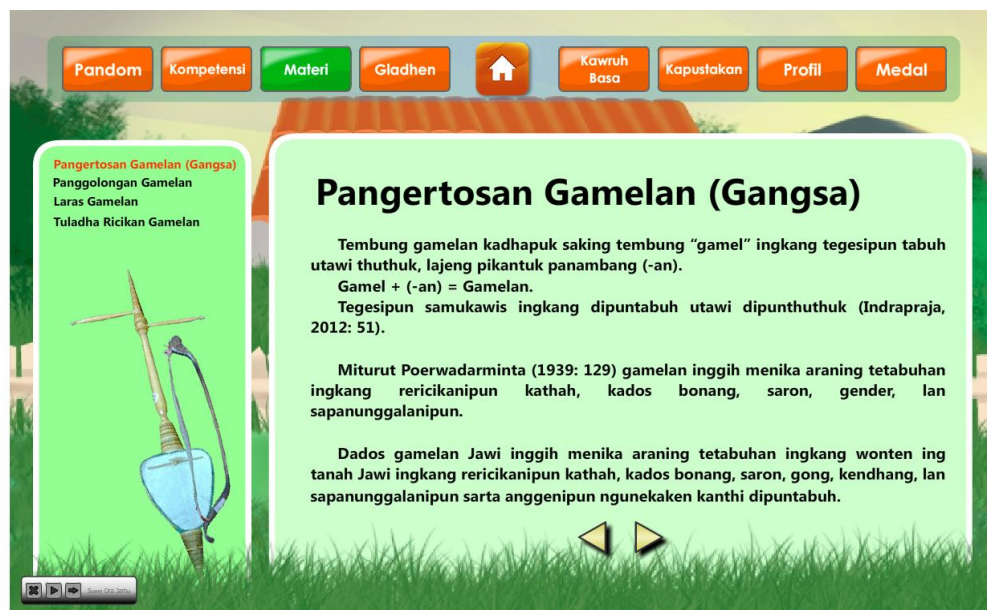 Pandom
Kompetensi
Materi
Gladhen
Kawruh
Basa
Kapustakan
Profil
Medal
Pangertosan Gamelan (Gangsa)
Panggolongan Gamelan
Laras Gamelan
Tuladha Ricikan Gamelan
Pangertosan Gamelan (Gangsa)
Tembung gamelan kadhapuk saking tembung “gamel” ingkang tegesipun tabuh
utawi thuthuk, lajeng pikantuk panambang (-an).
Gamel + (-an) = Gamelan.
Tegesipun samukawis ingkang dipuntabuh utawi dipunthuthuk (Indrapraja,
2012: 51).
Miturut Poerwadarminta (1939: 129) gamelan inggih menika araning tetabuhan
ingkang rericikanipun kathah, kados bonang, saron, gender, lan
sapanunggalanipun.
Dados gamelan Jawi inggih menika araning tetabuhan ingkang wonten ing
tanah Jawi ingkang rericikanipun kathah, kados bonang, saron, gong, kendhang, lan
sapanunggalanipun sarta anggenipun ngunekaken kanthi dipuntabuh.
Suwe Ora Jamu